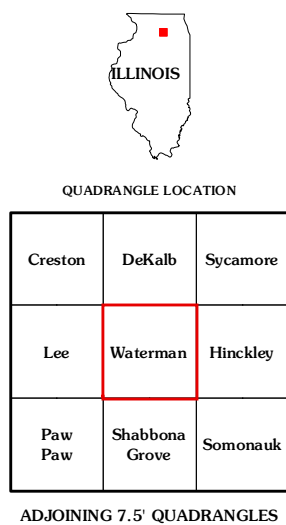 ILLINOIS
QUADRANGLE LOCATION
Creston
DeKalb
Sycamore
Lee
Waterman
Hinckley
Paw
Paw
Shabbona
Grove
Somonauk
ADJOINING 7.5' QUADRANGLES